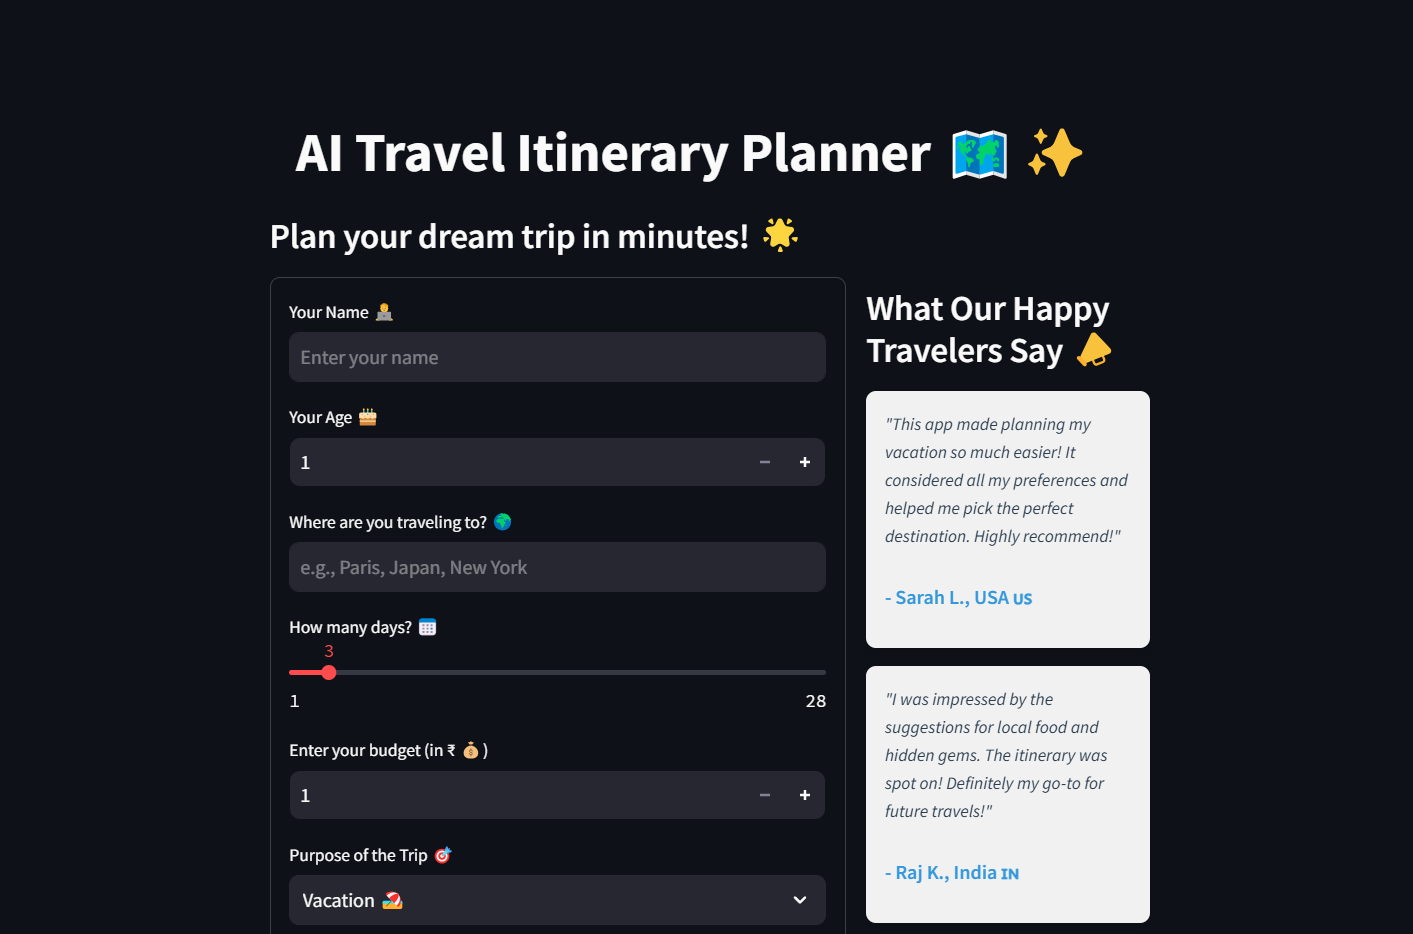 AI Travel Itinerary Planner 🗺️ ✨
Plan your dream trip in minutes! 🌟
Your Name 🧑‍💻
Enter your name
Your Age 🎂
1
Where are you traveling to? 🌍
e.g., Paris, Japan, New York
How many days? 📅
3
1 28
Enter your budget (in ₹ 💰 )
1
Purpose of the Trip 🎯
Vacation 🏖️
What Our Happy
Travelers Say 📣
"This app made planning my
vacation so much easier! It
considered all my preferences and
helped me pick the perfect
destination. Highly recommend!"
- Sarah L., USA US
"I was impressed by the
suggestions for local food and
hidden gems. The itinerary was
spot on! Definitely my go-to for
future travels!"
- Raj K., India IN